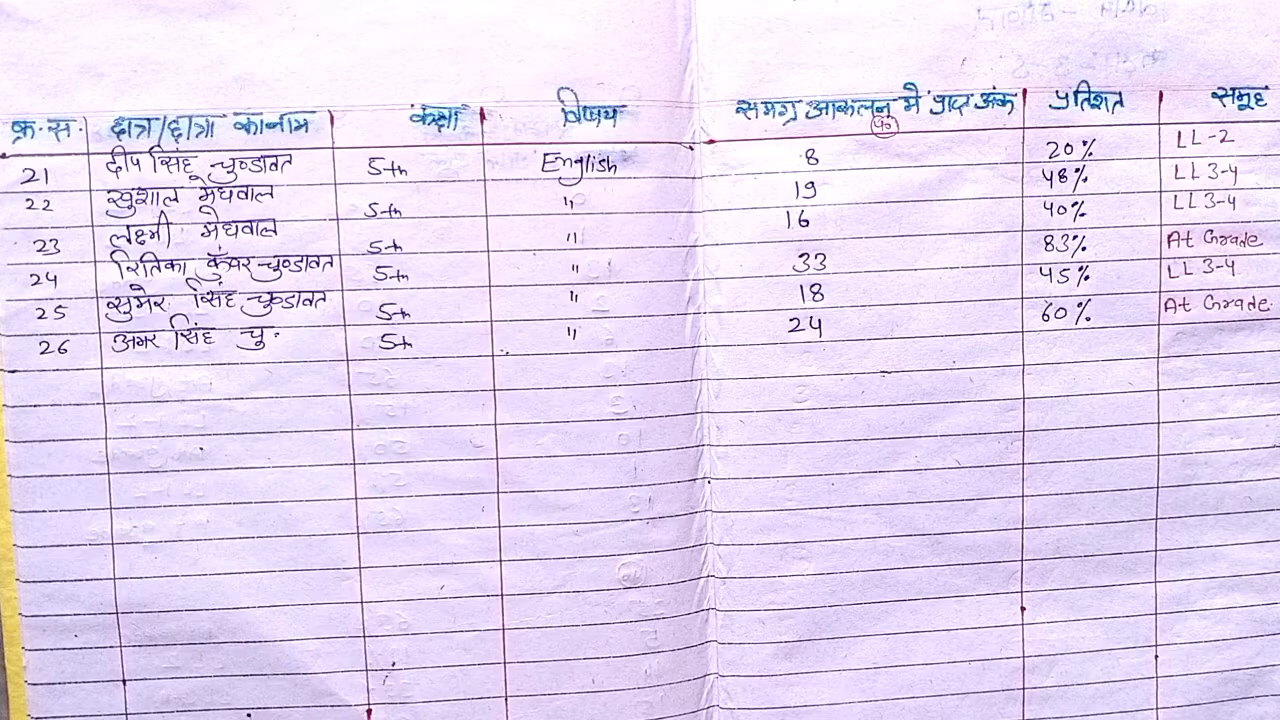 क्र.स. छात्र/छात्रा का नाम कक्षा विषय समग्र आकलन में प्राप्त अंक प्रतिशत समूह
४०
21 दीप सिंह चुण्डावत 5th English 8 20% LL-2
22 खुशाल मेघवाल 5th " 19 48% LL 3-4
23 लक्ष्मी मेघवाल 5th " 16 40% LL 3-4
24 रितिका कुँवर चुण्डावत 5th " 33 83% At Grade
25 सुमेर सिंह चुण्डावत 5th " 18 45% LL 3-4
26 अमर सिंह चु. 5th " 24 60% At Grade.